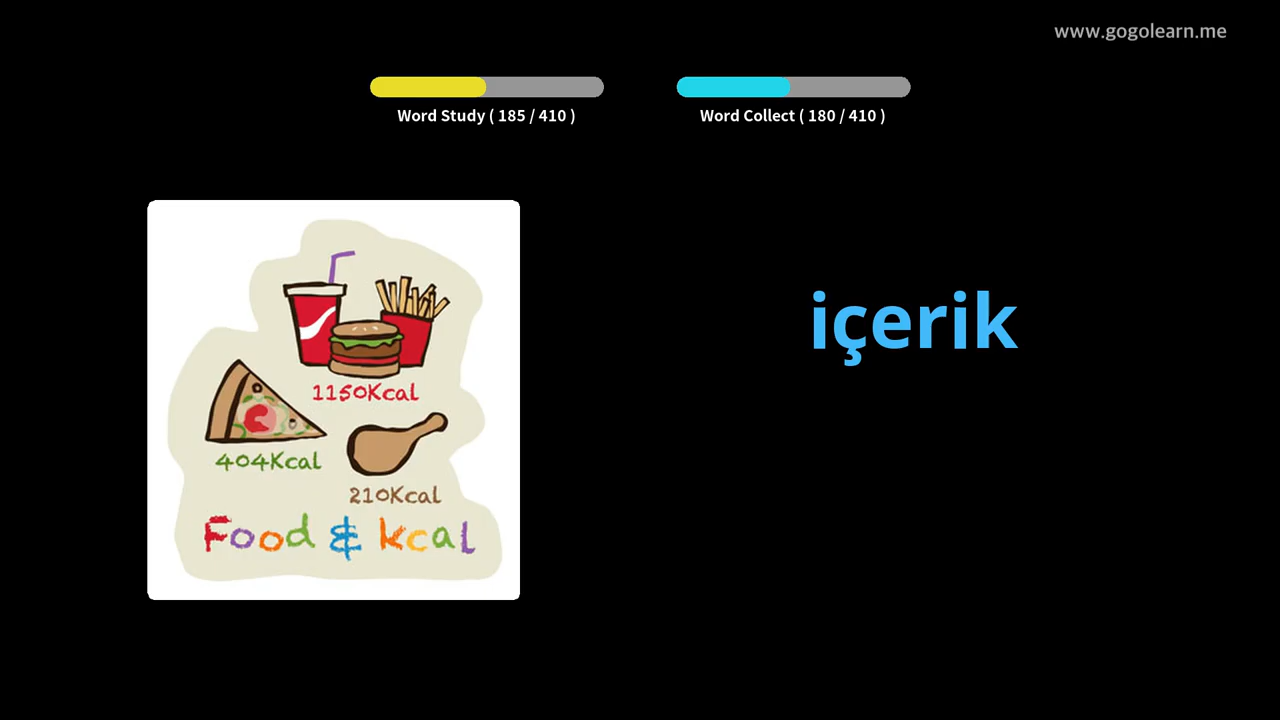 www.gogolearn.me
Word Study ( 185 / 410 )
Word Collect ( 180 / 410 )
içerik
1150Kcal
404Kcal
210Kcal
Food & kcal